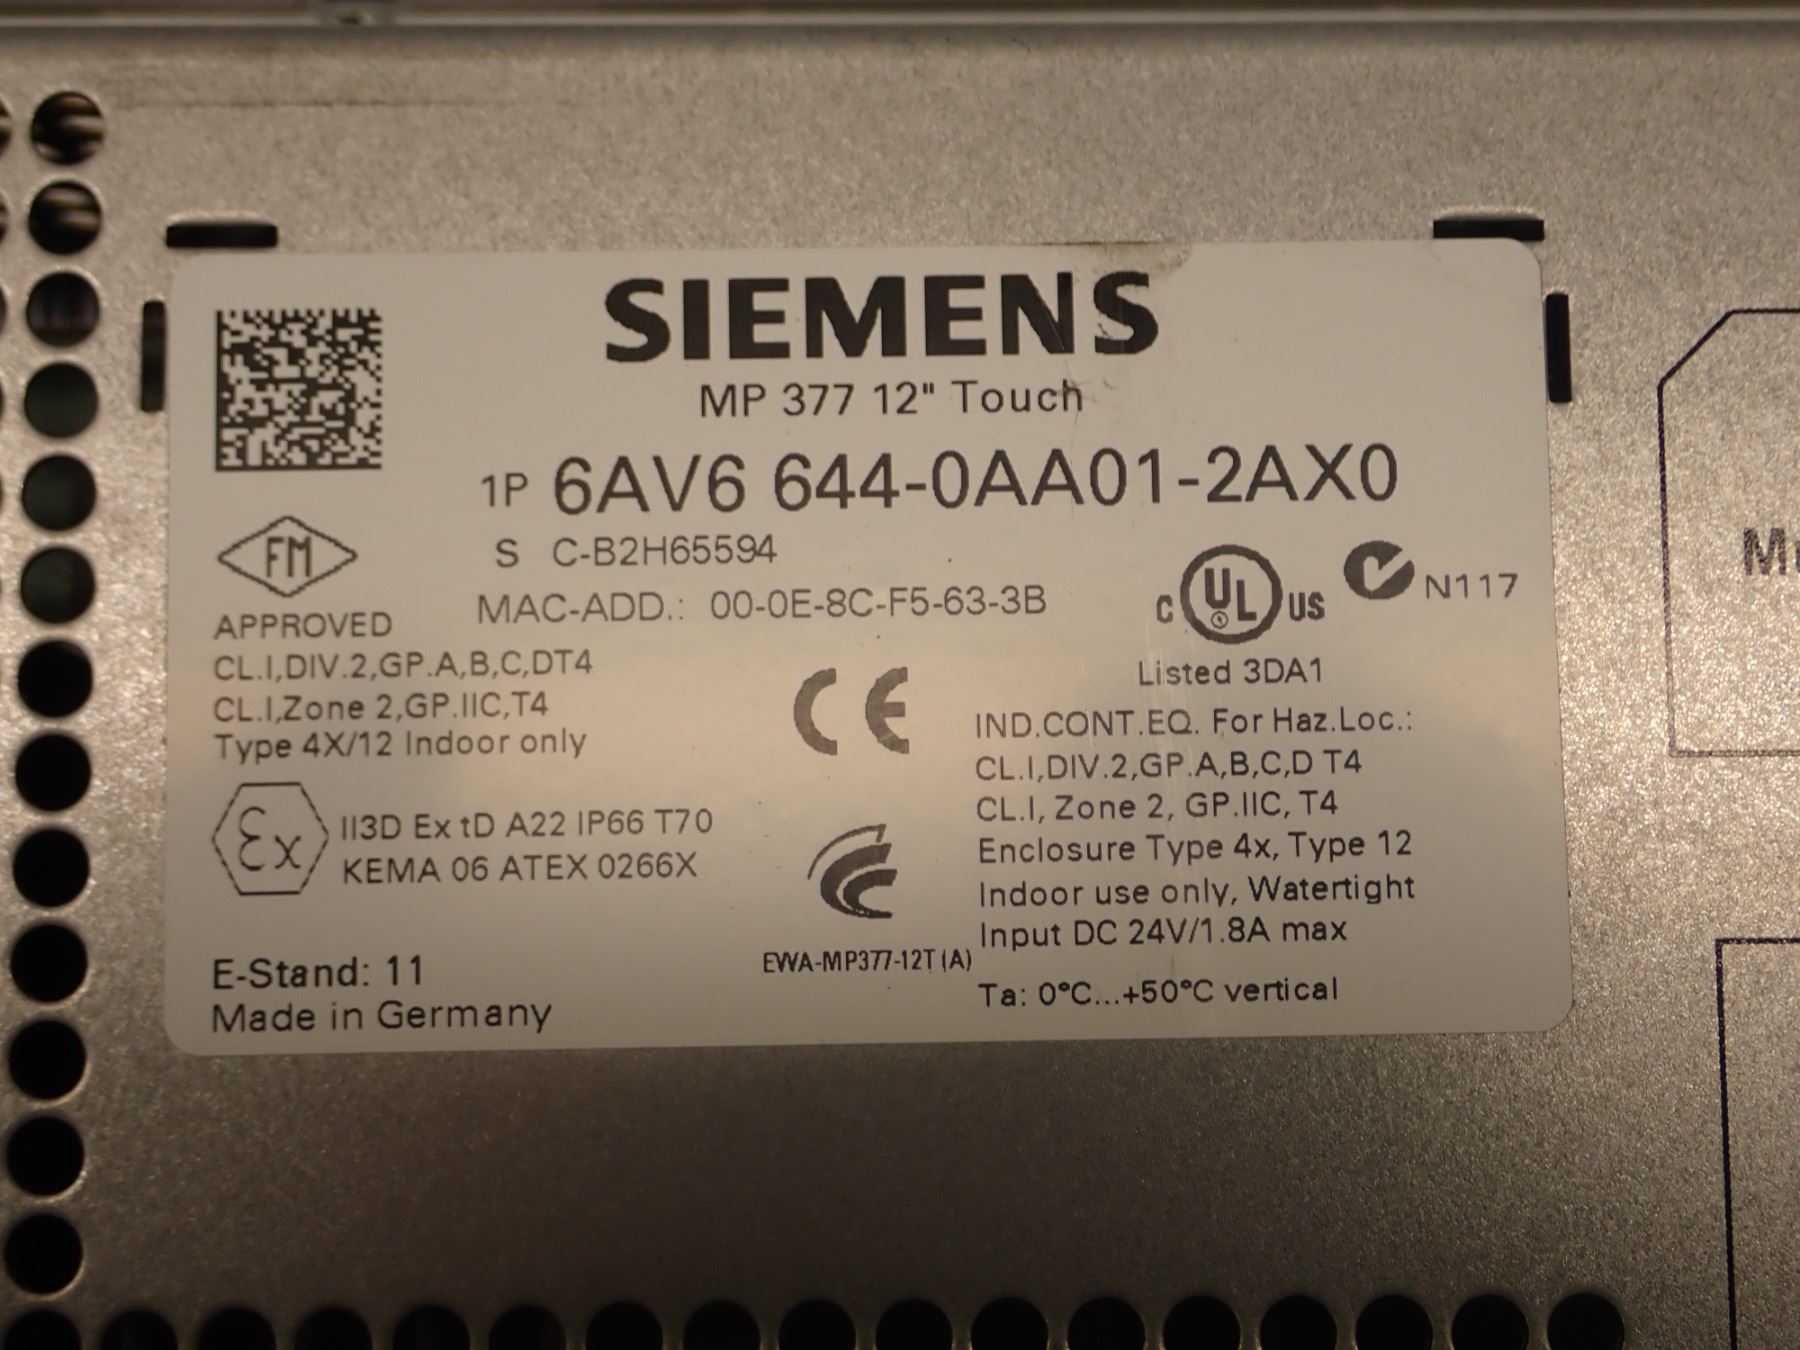 SIEMENS
MP 377 12" Touch
1P 6AV6 644-0AA01-2AX0
S C-B2H65594
MAC-ADD.: 00-0E-8C-F5-63-3B
FM
APPROVED
CL.I,DIV.2,GP.A,B,C,DT4
CL.I,Zone 2,GP.IIC,T4
Type 4X/12 Indoor only
Ex
II3D Ex tD A22 IP66 T70
KEMA 06 ATEX 0266X
E-Stand: 11
Made in Germany
CE
EWA-MP377-12T (A)
C UL US
N117
Listed 3DA1
IND.CONT.EQ. For Haz.Loc.:
CL.I,DIV.2,GP.A,B,C,D T4
CL.I, Zone 2, GP.IIC, T4
Enclosure Type 4x, Type 12
Indoor use only, Watertight
Input DC 24V/1.8A max
Ta: 0°C...+50°C vertical